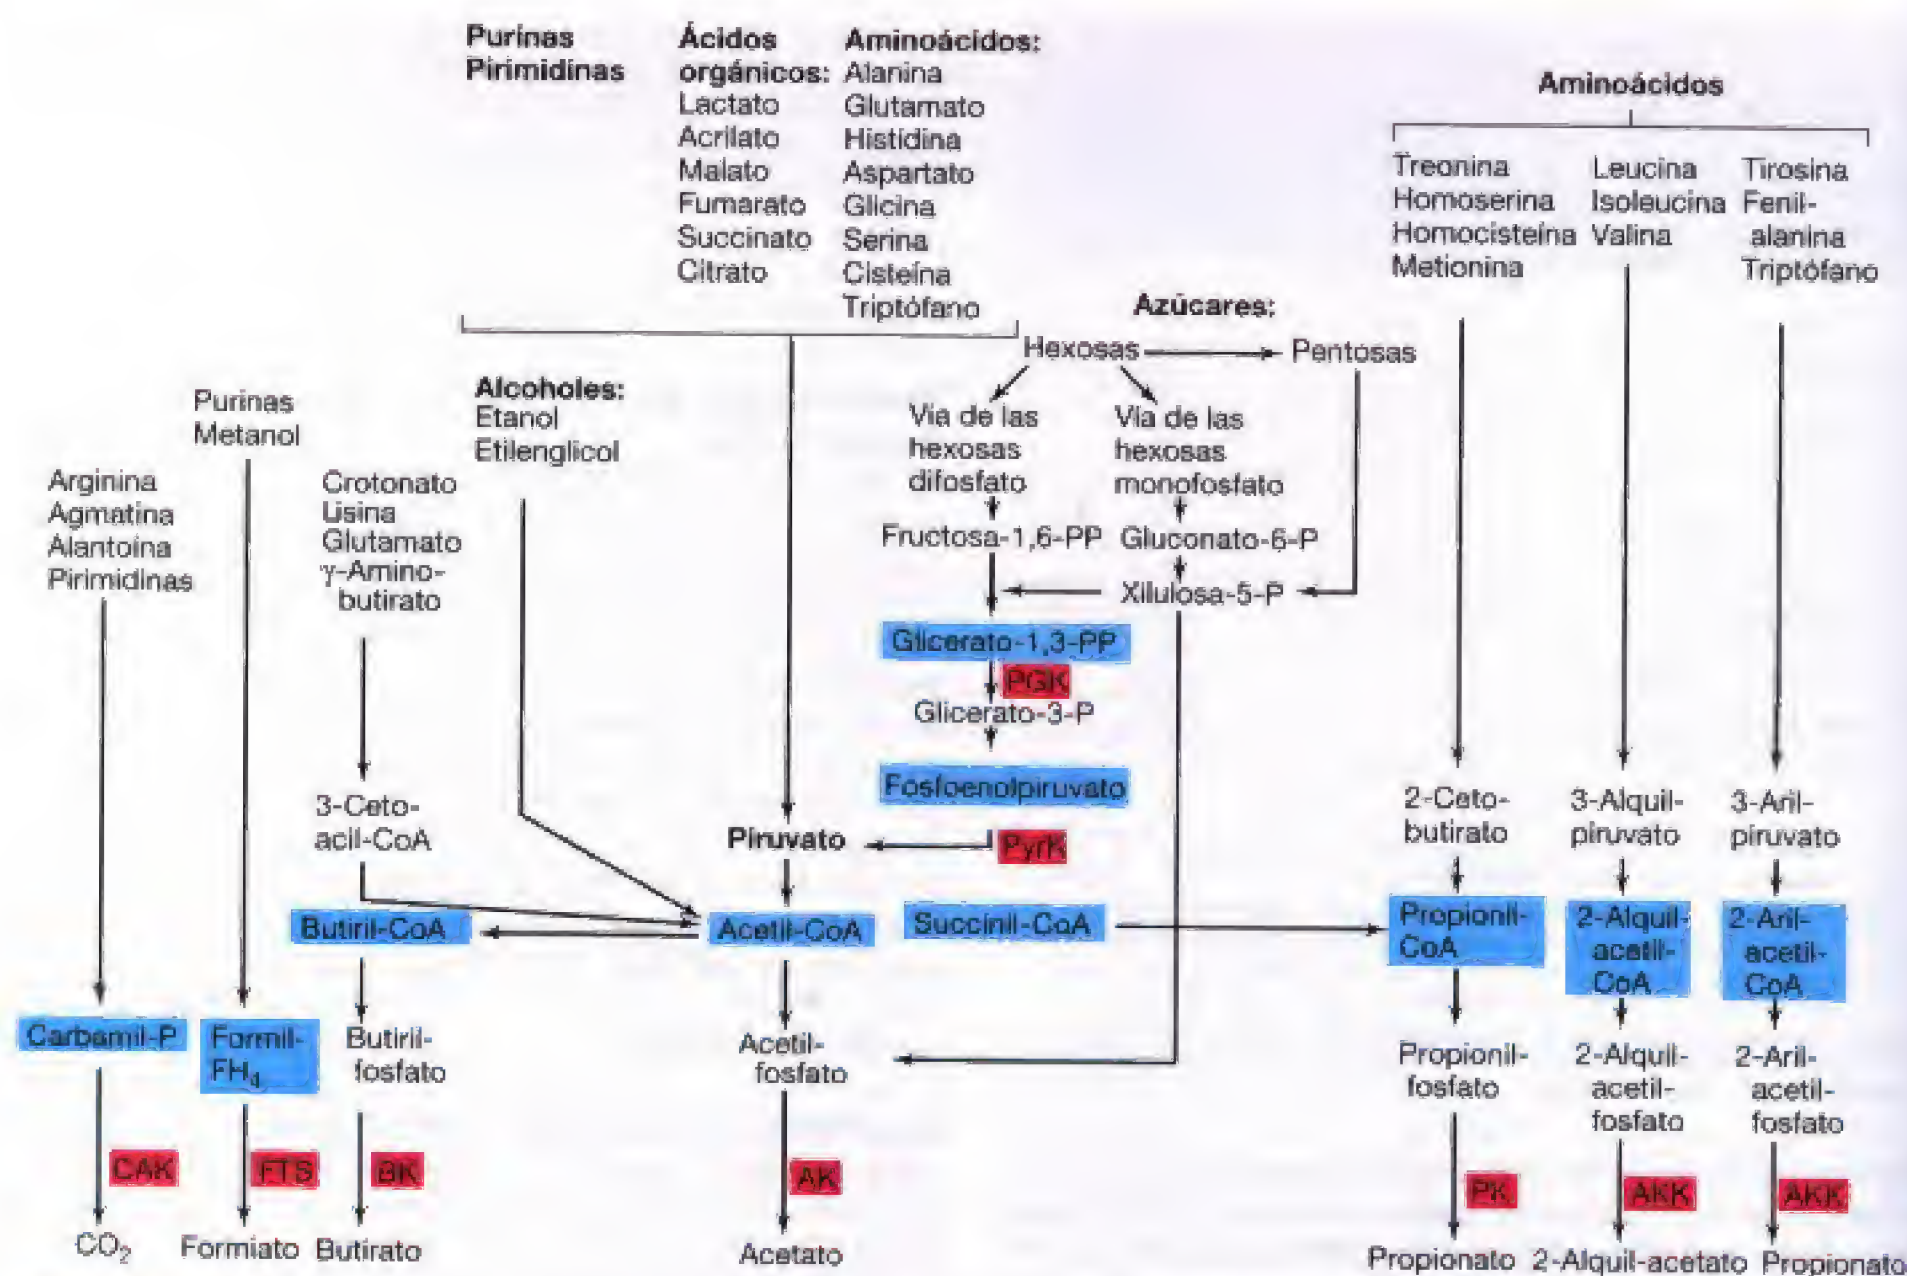 Purinas
Pirimidinas
Ácidos
orgánicos:
Lactato
Acrilato
Malato
Fumarato
Succinato
Citrato
Aminoácidos:
Alanina
Glutamato
Histidina
Aspartato
Glicina
Serina
Cisteína
Triptófano
Aminoácidos
Treonina
Homoserina
Homocisteína
Metionina
Leucina
Isoleucina
Valina
Tirosina
Fenil-
alanina
Triptófano
Azúcares:
Hexosas
Pentosas
Vía de las
hexosas
difosfato
Vía de las
hexosas
monofosfato
Fructosa-1,6-PP
Gluconato-6-P
Xilulosa-5-P
Purinas
Metanol
Alcoholes:
Etanol
Etilenglicol
Arginina
Agmatina
Alantoína
Pirimidinas
Crotonato
Lisina
Glutamato
γ-Amino-
butirato
Glicerato-1,3-PP
PGK
Glicerato-3-P
Fosfoenolpiruvato
PyrK
Piruvato
3-Ceto-
acil-CoA
2-Ceto-
butirato
3-Alquil-
piruvato
3-Aril-
piruvato
Butiril-CoA
Acetil-CoA
Succinil-CoA
Propionil-
CoA
2-Alquil-
acetil-
CoA
2-Aril-
acetil-
CoA
Carbamil-P
Formil-
FH₄
Butiril-
fosfato
Acetil-
fosfato
Propionil-
fosfato
2-Alquil-
acetil-
fosfato
2-Aril-
acetil-
fosfato
CAK
FTS
BK
AK
PK
AKK
AKK
CO₂
Formiato
Butirato
Acetato
Propionato
2-Alquil-acetato
Propionato